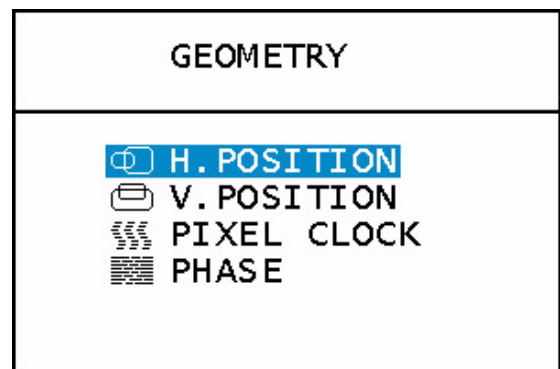 GEOMETRY
H.POSITION
V.POSITION
PIXEL CLOCK
PHASE